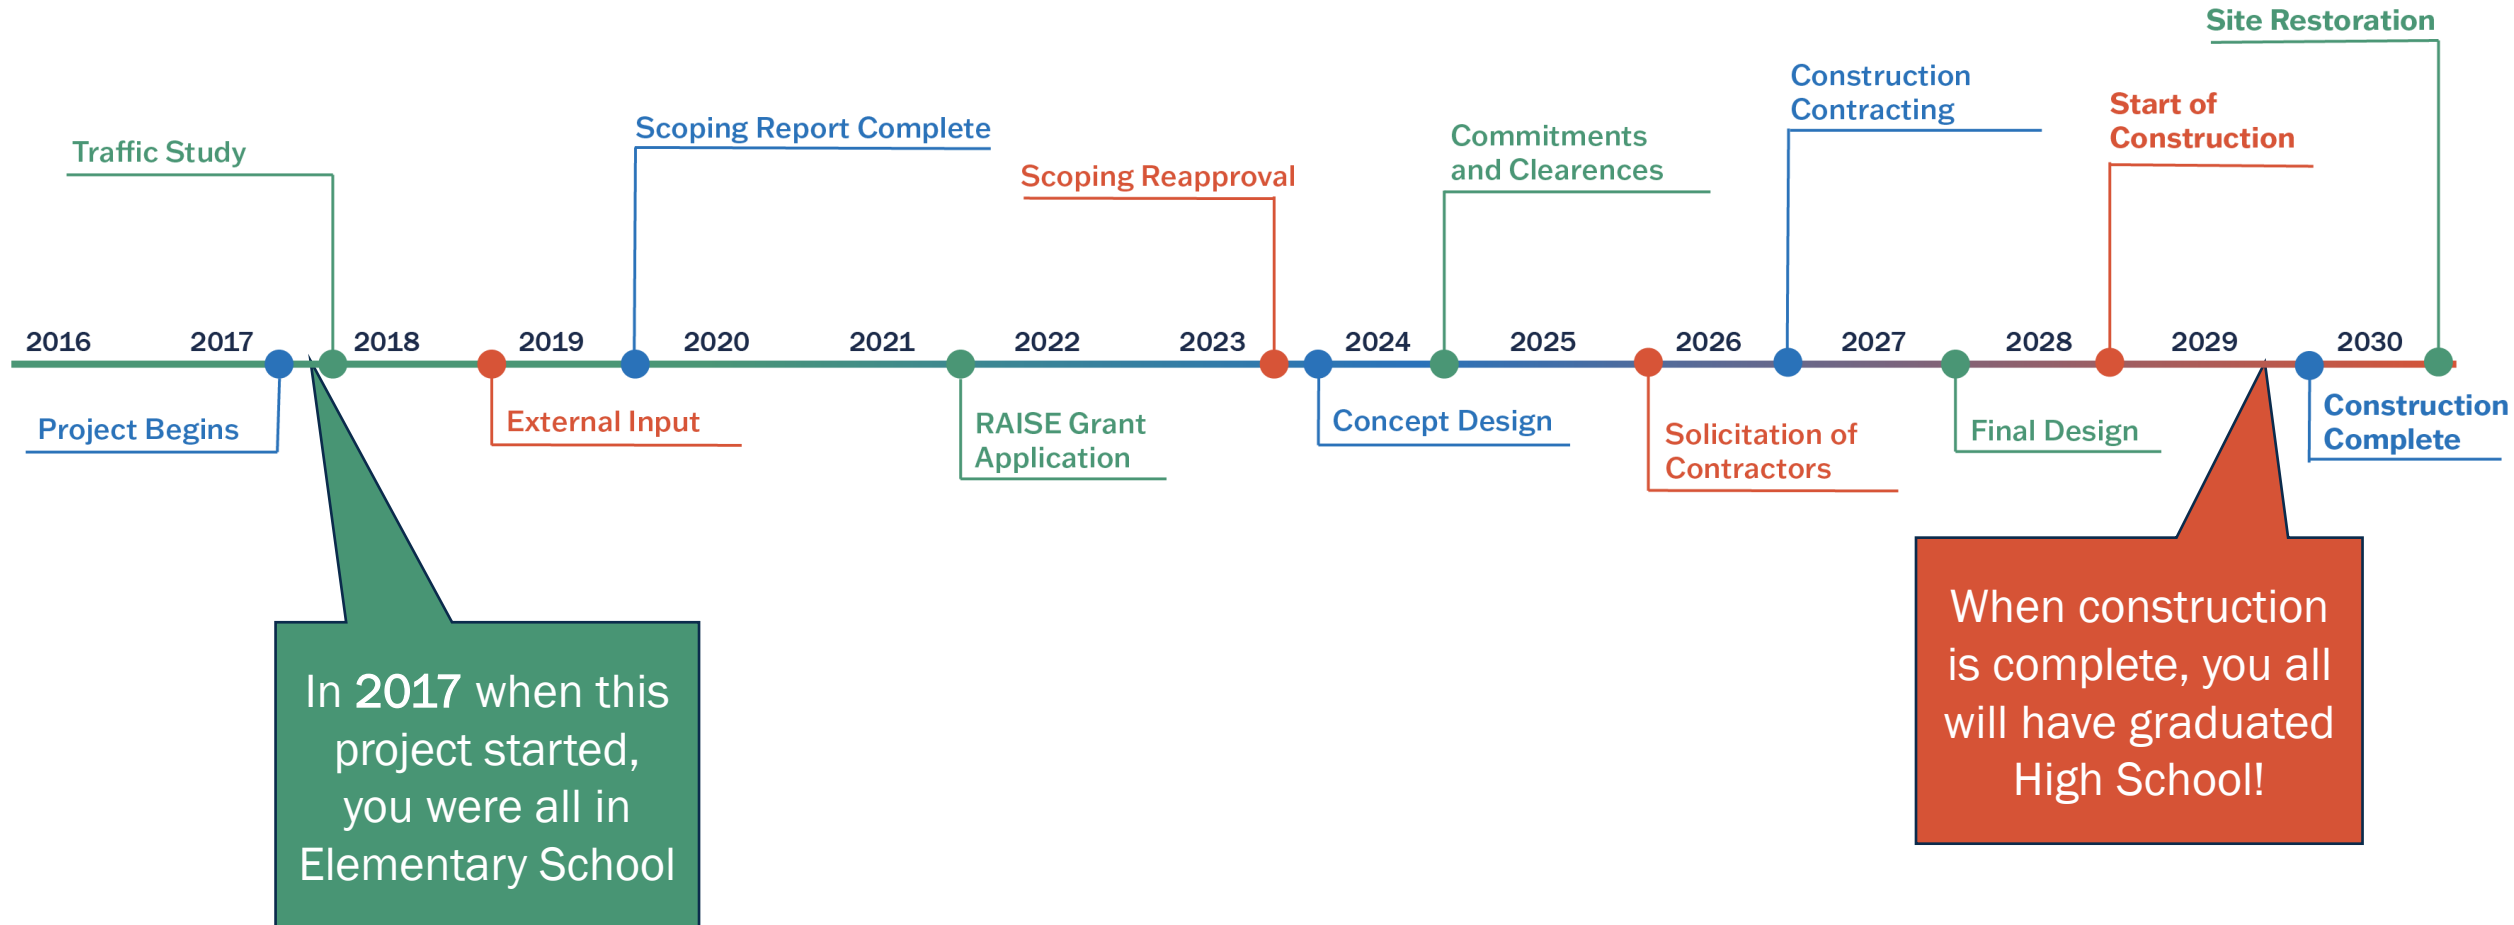 Site Restoration
Construction
Contracting
Start of
Construction
Scoping Report Complete
Commitments
and Clearences
Traffic Study
Scoping Reapproval
2016 2017 2018 2019 2020 2021 2022 2023 2024 2025 2026 2027 2028 2029 2030
Project Begins
External Input
RAISE Grant
Application
Concept Design
Solicitation of
Contractors
Final Design
Construction
Complete
In 2017 when this
project started,
you were all in
Elementary School
When construction
is complete, you all
will have graduated
High School!